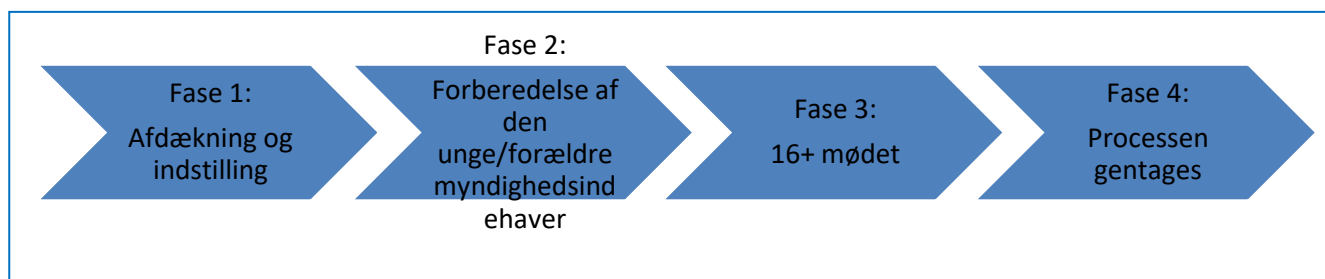 Fase 1:
Afdækning og
indstilling
Fase 2:
Forberedelse af
den
unge/forældre
myndighedsind
ehaver
Fase 3:
16+ mødet
Fase 4:
Processen
gentages